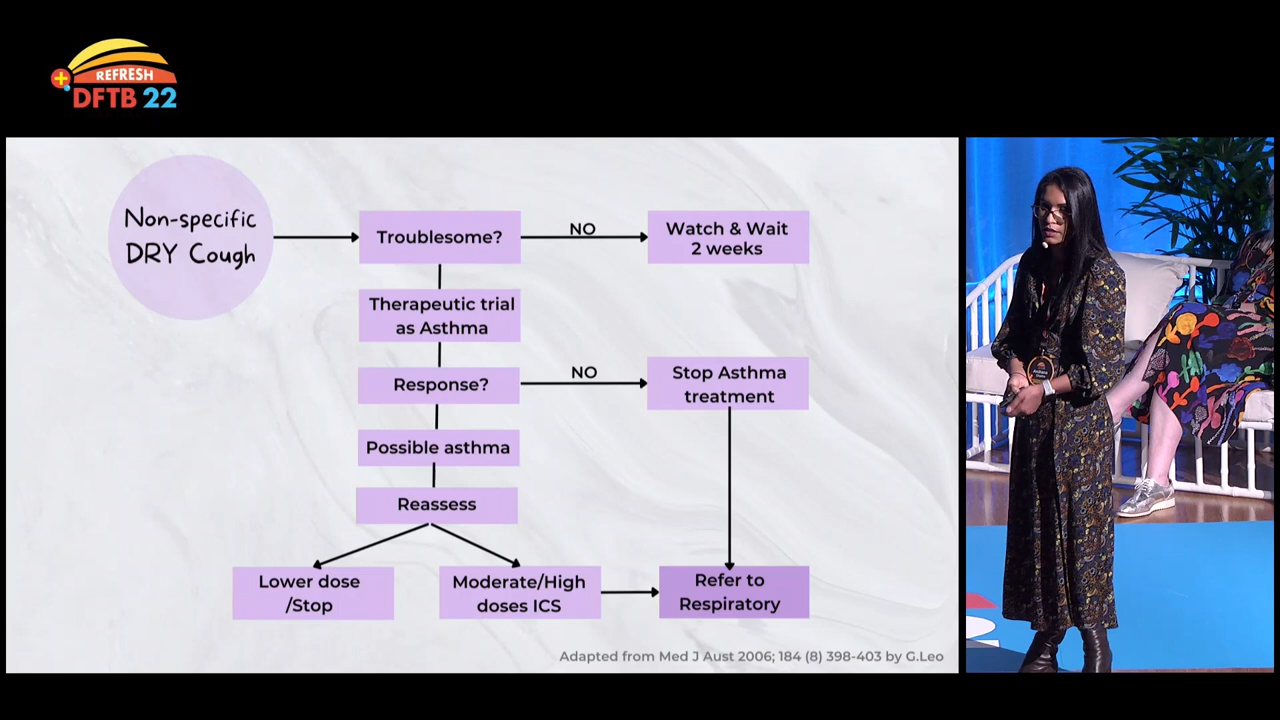 REFRESH
DFTB 22
Non-specific
DRY Cough
Troublesome?
NO
Watch & Wait
2 weeks
Therapeutic trial
as Asthma
Response?
NO
Stop Asthma
treatment
Possible asthma
Reassess
Lower dose
/Stop
Moderate/High
doses ICS
Refer to
Respiratory
Adapted from Med J Aust 2006; 184 (8) 398-403 by G.Leo